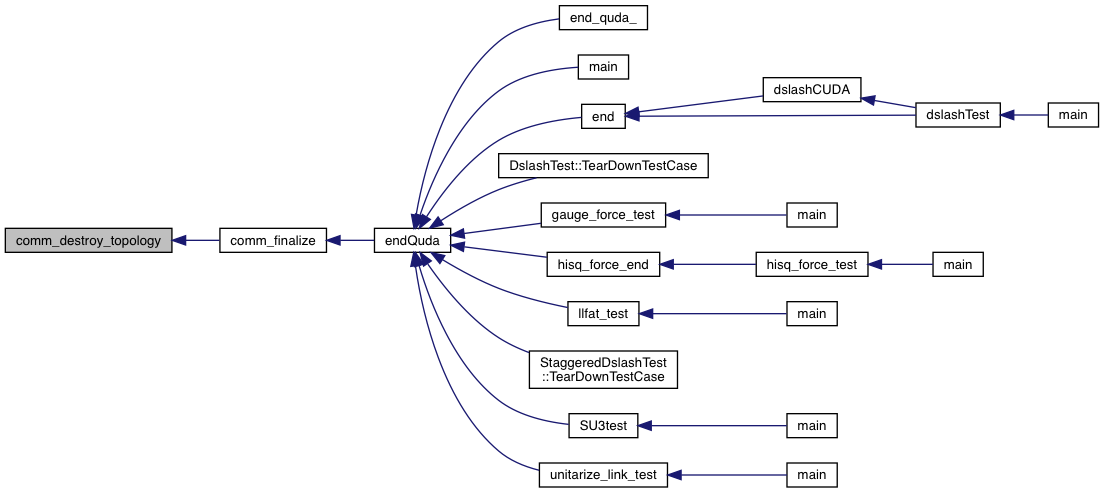 end_quda_
main
dslashCUDA
end
dslashTest
main
DslashTest::TearDownTestCase
gauge_force_test
main
comm_destroy_topology
comm_finalize
endQuda
hisq_force_end
hisq_force_test
main
llfat_test
main
StaggeredDslashTest
::TearDownTestCase
SU3test
main
unitarize_link_test
main